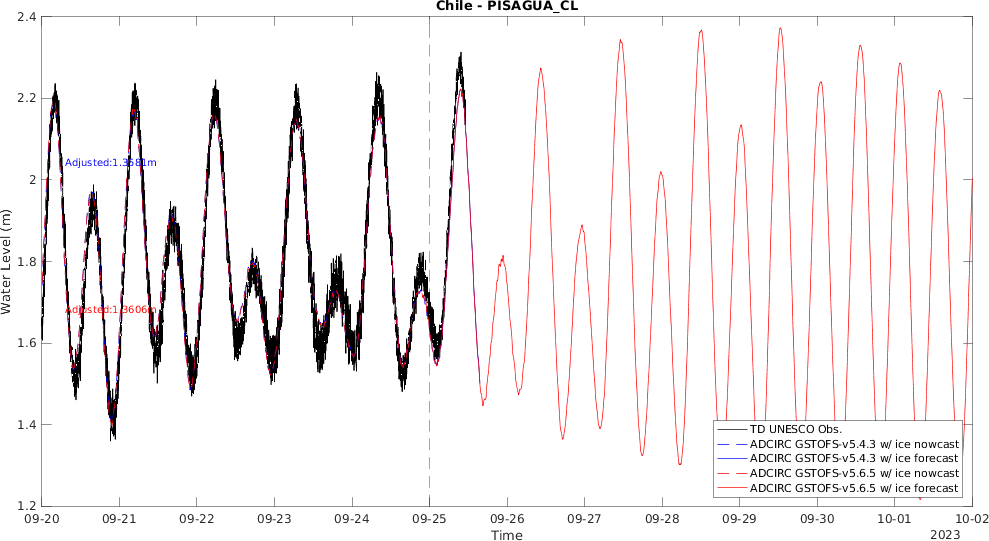 Chile - PISAGUA_CL
2.4
2.2
2
1.8
1.6
1.4
1.2
Water Level (m)
Adjusted:1.3581m
Adjusted:1.3606m
TD UNESCO Obs.
ADCIRC GSTOFS-v5.4.3 w/ ice nowcast
ADCIRC GSTOFS-v5.4.3 w/ ice forecast
ADCIRC GSTOFS-v5.6.5 w/ ice nowcast
ADCIRC GSTOFS-v5.6.5 w/ ice forecast
09-20 09-21 09-22 09-23 09-24 09-25 09-26 09-27 09-28 09-29 09-30 10-01 10-02
Time
2023